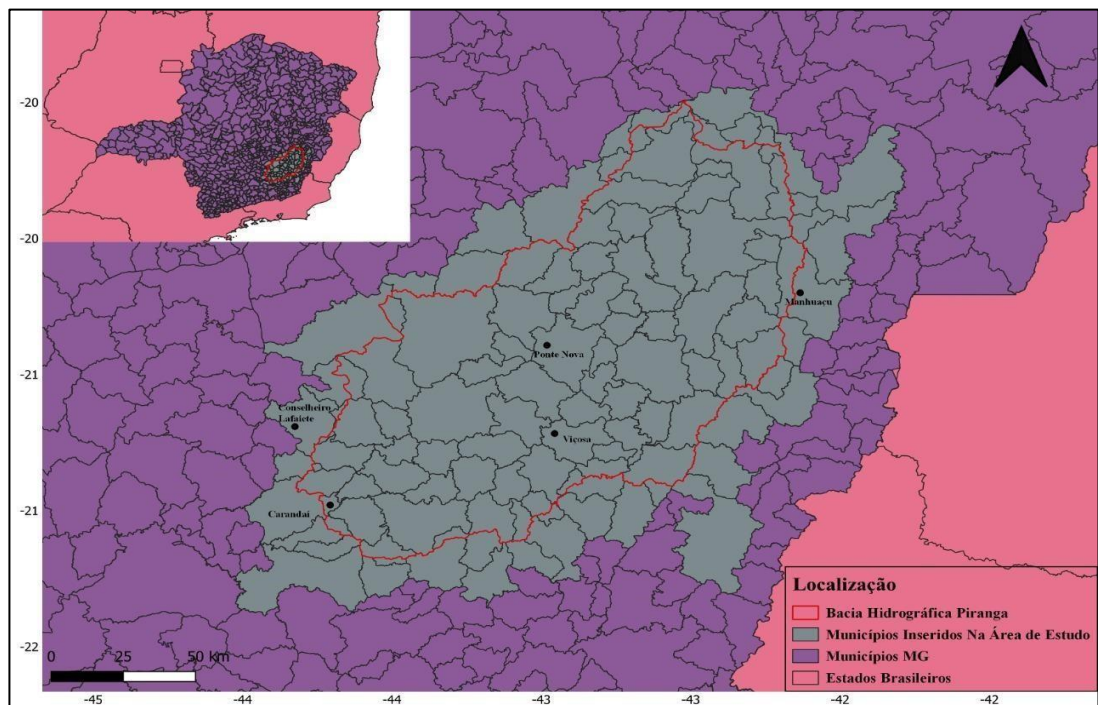 -20
-20
Manhuaçu
Ponte Nova
-21
Conselheiro
Lafaiete
Viçosa
-21
Carandaí
Localização
Bacia Hidrográfica Piranga
Municípios Inseridos Na Área de Estudo
Municípios MG
Estados Brasileiros
-22
0 25 50 km
-45 -44 -44 -43 -43 -42 -42